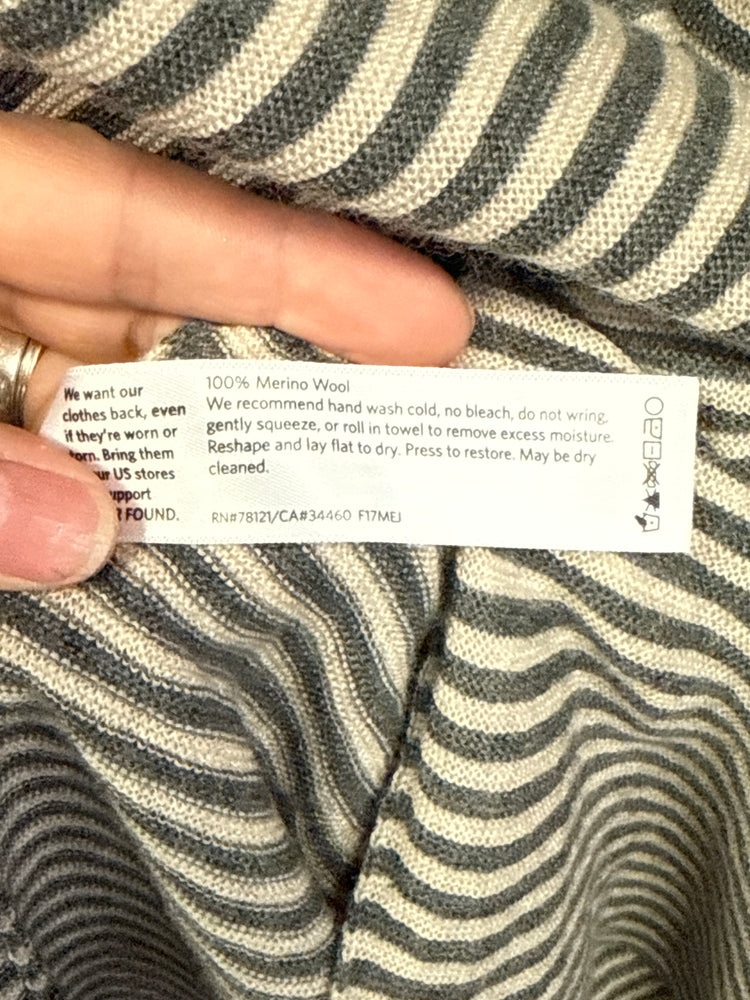 We want our
clothes back, even
if they're worn or
torn. Bring them
ur US stores
upport
FOUND.
100% Merino Wool
We recommend hand wash cold, no bleach, do not wring,
gently squeeze, or roll in towel to remove excess moisture.
Reshape and lay flat to dry. Press to restore. May be dry
cleaned.
RN#78121/CA#34460 F17MEJ